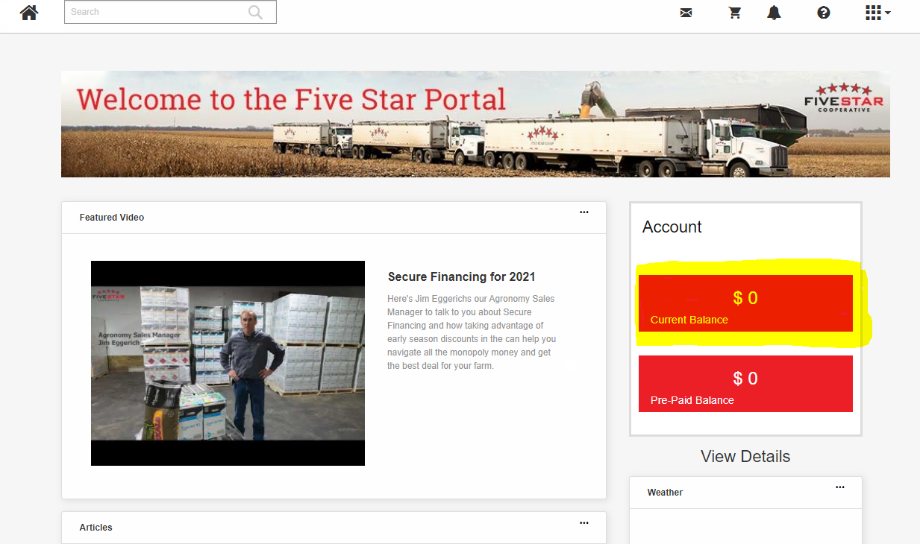 Search
Welcome to the Five Star Portal
FIVESTAR
COOPERATIVE
Featured Video
FIVESTAR
Agronomy Sales Manager
Jim Eggerich
Secure Financing for 2021
Here's Jim Eggerichs our Agronomy Sales
Manager to talk to you about Secure
Financing and how taking advantage of
early season discounts in the can help you
navigate all the monopoly money and get
the best deal for your farm.
Account
$ 0
Current Balance
$ 0
Pre-Paid Balance
View Details
Weather
Articles